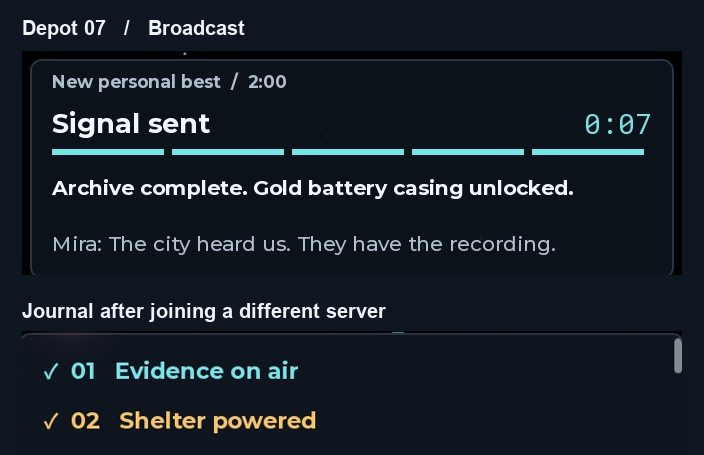 Depot 07 / Broadcast
New personal best / 2:00
Signal sent 0:07
Archive complete. Gold battery casing unlocked.
Mira: The city heard us. They have the recording.
Journal after joining a different server
✓ 01 Evidence on air
✓ 02 Shelter powered